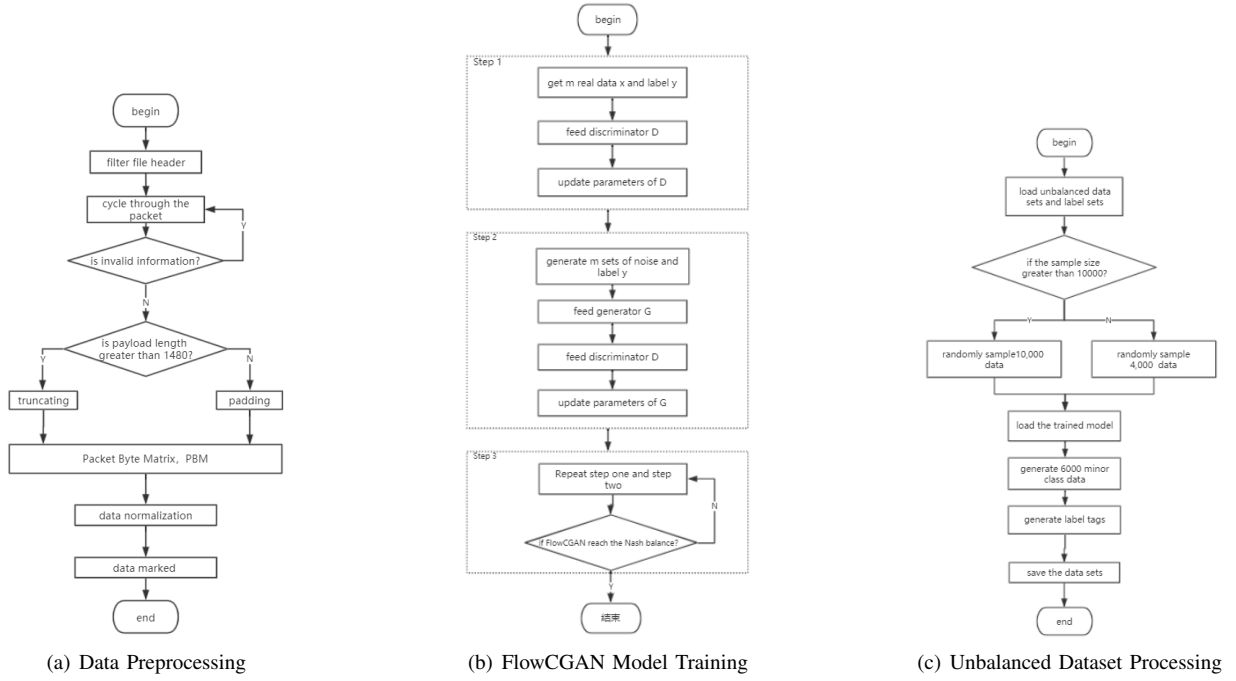 begin
filter file header
cycle through the
packet
Y
is invalid information?
N
is payload length
greater than 1480?
Y
N
truncating
padding
Packet Byte Matrix，PBM
data normalization
data marked
end
(a) Data Preprocessing
begin
Step 1
get m real data x and label y
feed discriminator D
update parameters of D
Step 2
generate m sets of noise and
label y
feed generator G
feed discriminator D
update parameters of G
Step 3
Repeat step one and step
two
N
if FlowCGAN reach the Nash balance?
Y
结束
(b) FlowCGAN Model Training
begin
load unbalanced data
sets and label sets
if the sample size
greater than 10000?
Y
N
randomly sample10,000
data
randomly sample
4,000 data
load the trained model
generate 6000 minor
class data
generate label tags
save the data sets
end
(c) Unbalanced Dataset Processing